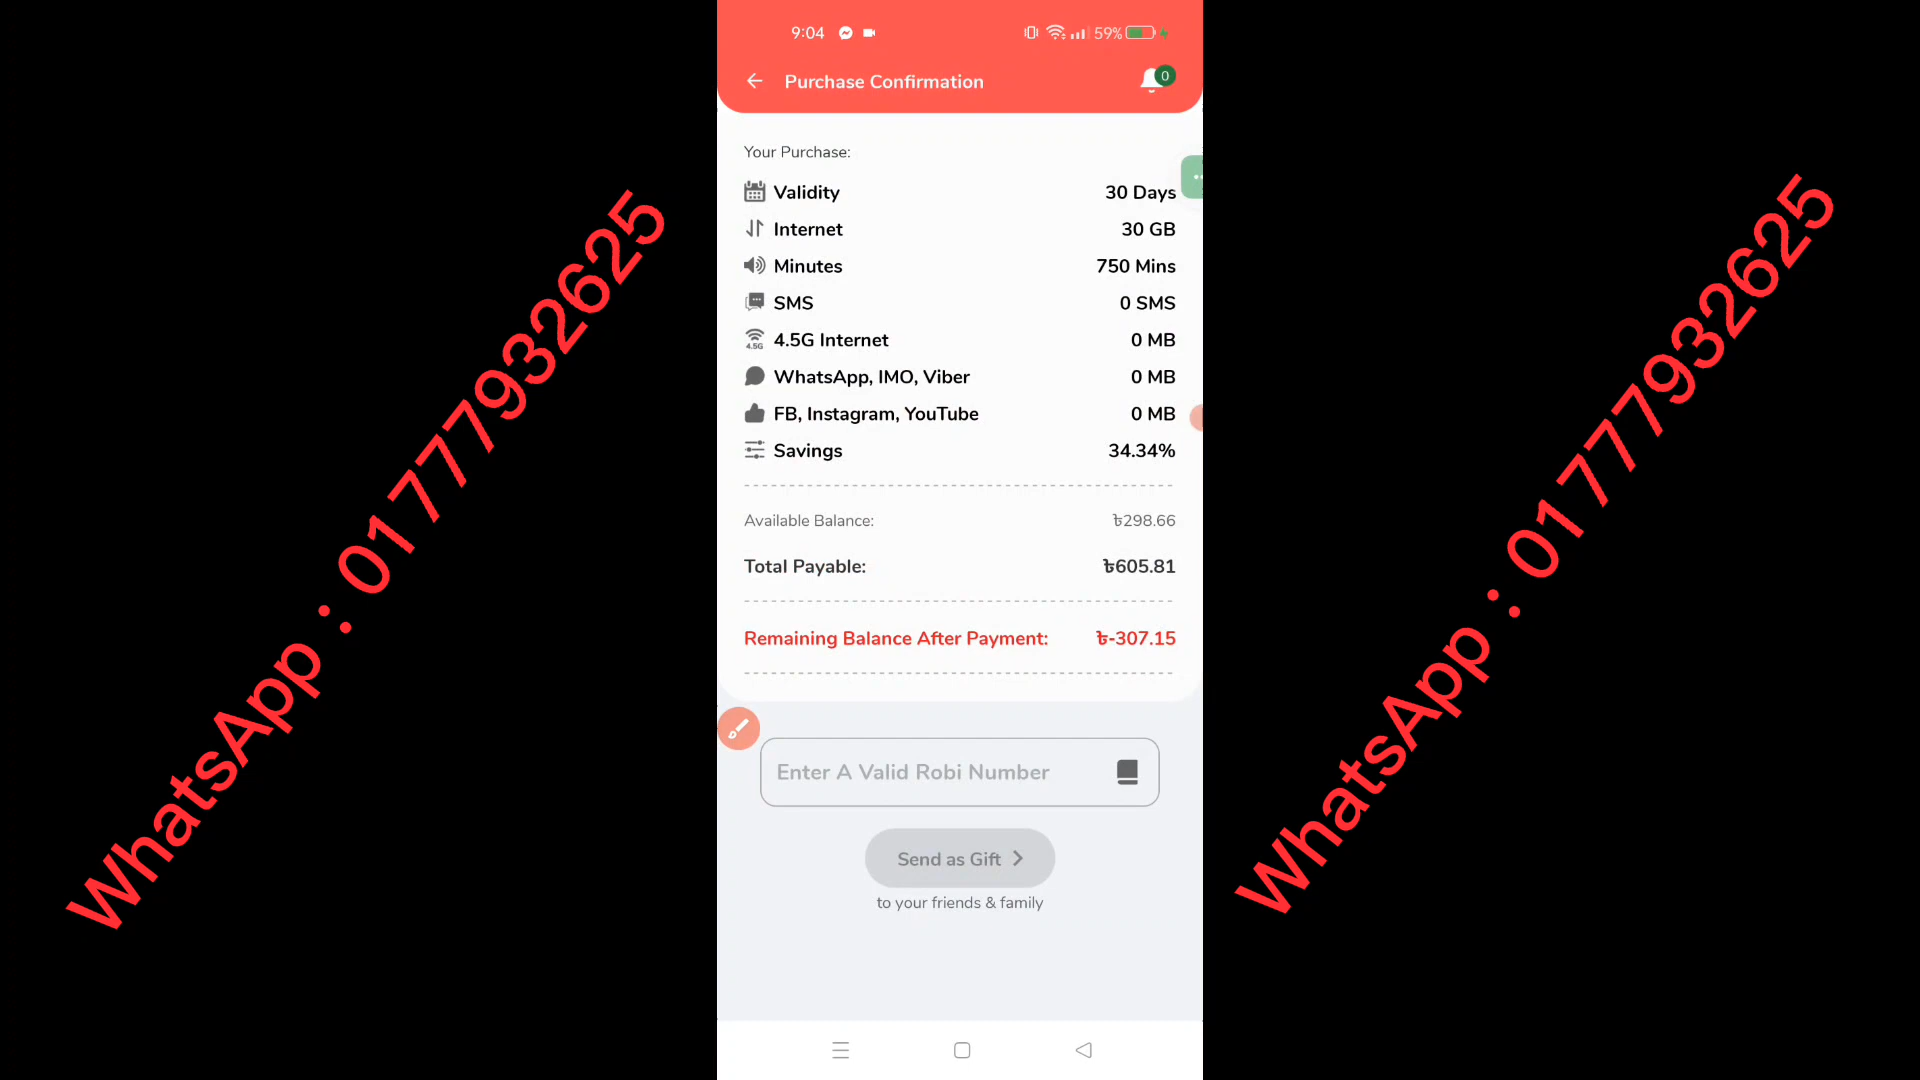 9:04
59%
Purchase Confirmation
0
Your Purchase:
Validity 30 Days
Internet 30 GB
Minutes 750 Mins
SMS 0 SMS
4.5G 4.5G Internet 0 MB
WhatsApp, IMO, Viber 0 MB
FB, Instagram, YouTube 0 MB
Savings 34.34%
Available Balance: ৳298.66
Total Payable: ৳605.81
Remaining Balance After Payment: ৳-307.15
Enter A Valid Robi Number
Send as Gift
to your friends & family
WhatsApp : 01777932625
WhatsApp : 01777932625